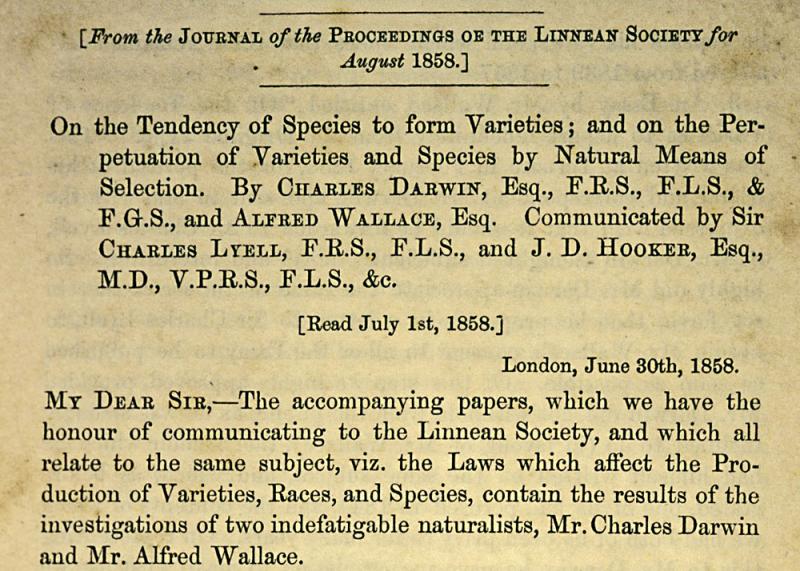 [From the JOURNAL of the PROCEEDINGS OE THE LINNEAN SOCIETY for
August 1858.]
On the Tendency of Species to form Varieties; and on the Per-
petuation of Varieties and Species by Natural Means of
Selection. By CHARLES DARWIN, Esq., F.R.S., F.L.S., &
F.G.S., and ALFRED WALLACE, Esq. Communicated by Sir
CHARLES LYELL, F.R.S., F.L.S., and J. D. HOOKER, Esq.,
M.D., V.P.R.S., F.L.S., &c.
[Read July 1st, 1858.]
London, June 30th, 1858.
MY DEAR SIR,—The accompanying papers, which we have the
honour of communicating to the Linnean Society, and which all
relate to the same subject, viz. the Laws which affect the Pro-
duction of Varieties, Races, and Species, contain the results of the
investigations of two indefatigable naturalists, Mr. Charles Darwin
and Mr. Alfred Wallace.